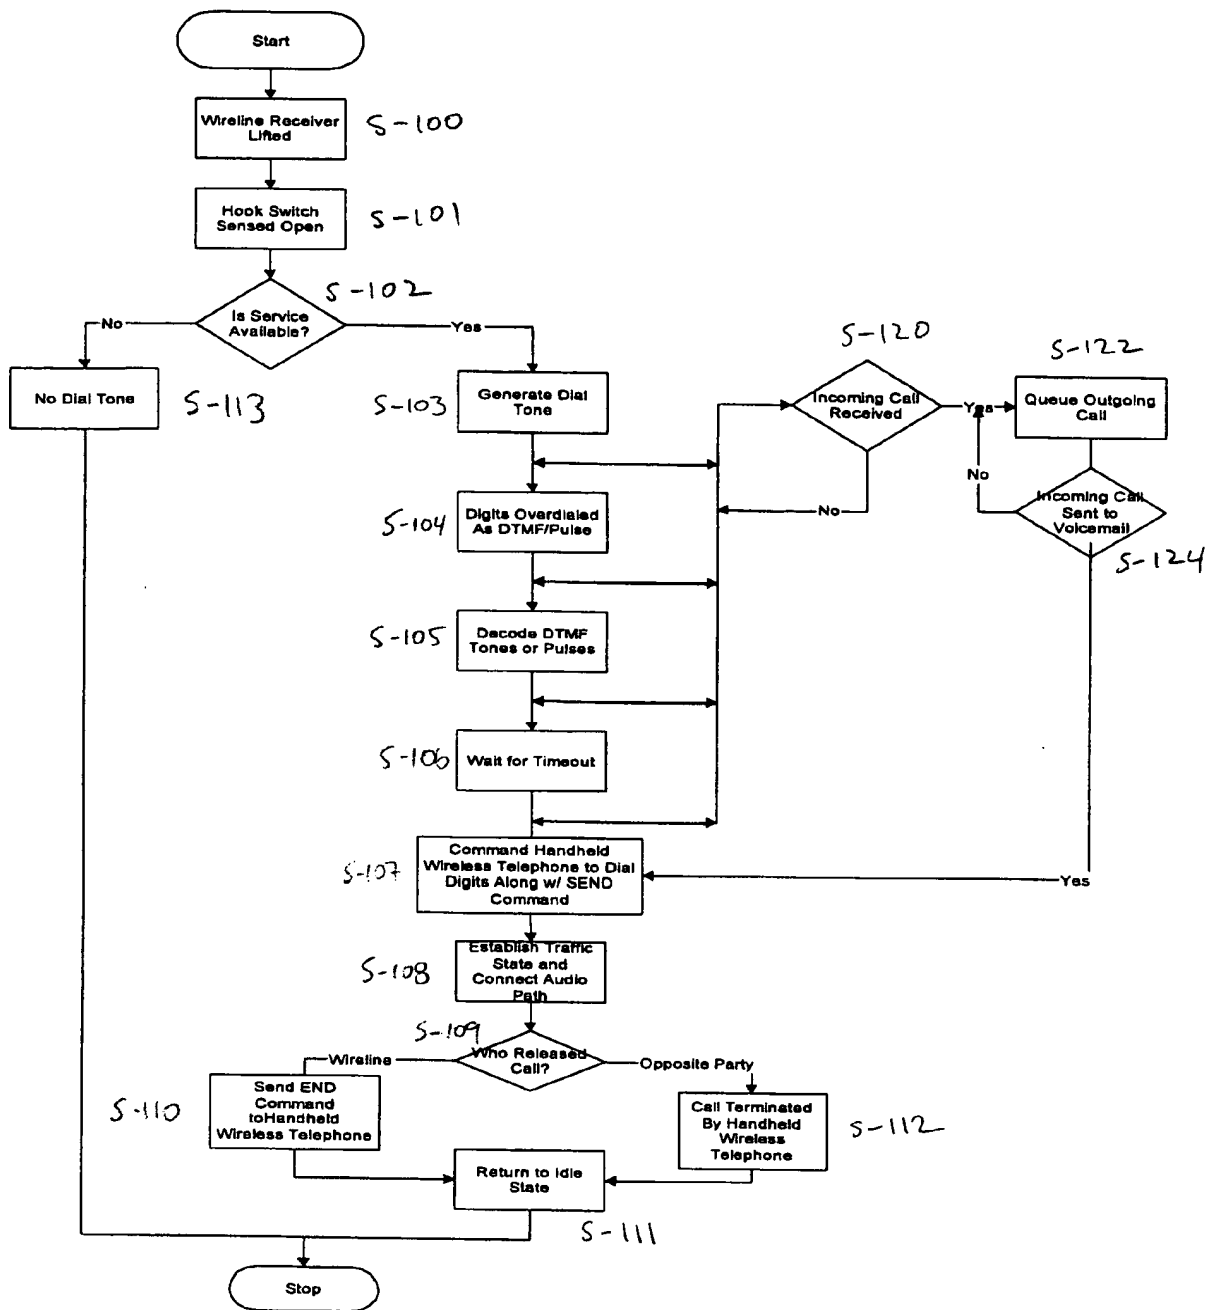 Start
Wireline Receiver
Lifted
S-100
Hook Switch
Sensed Open
S-101
S-102
Is Service
Available?
No
Yes
No Dial Tone
S-113
S-103
Generate Dial
Tone
S-120
Incoming Call
Received
Yes
No
S-122
Queue Outgoing
Call
No
Incoming Call
Sent to
Voicemail
S-124
Yes
S-104
Digits Overdialed
As DTMF/Pulse
S-105
Decode DTMF
Tones or Pulses
S-106
Wait for Timeout
S-107
Command Handheld
Wireless Telephone to Dial
Digits Along w/ SEND
Command
S-108
Establish Traffic
State and
Connect Audio
Path
S-109
Who Released
Call?
Wireline
Opposite Party
S-110
Send END
Command
toHandheld
Wireless Telephone
Call Terminated
By Handheld
Wireless
Telephone
S-112
Return to Idle
State
S-111
Stop